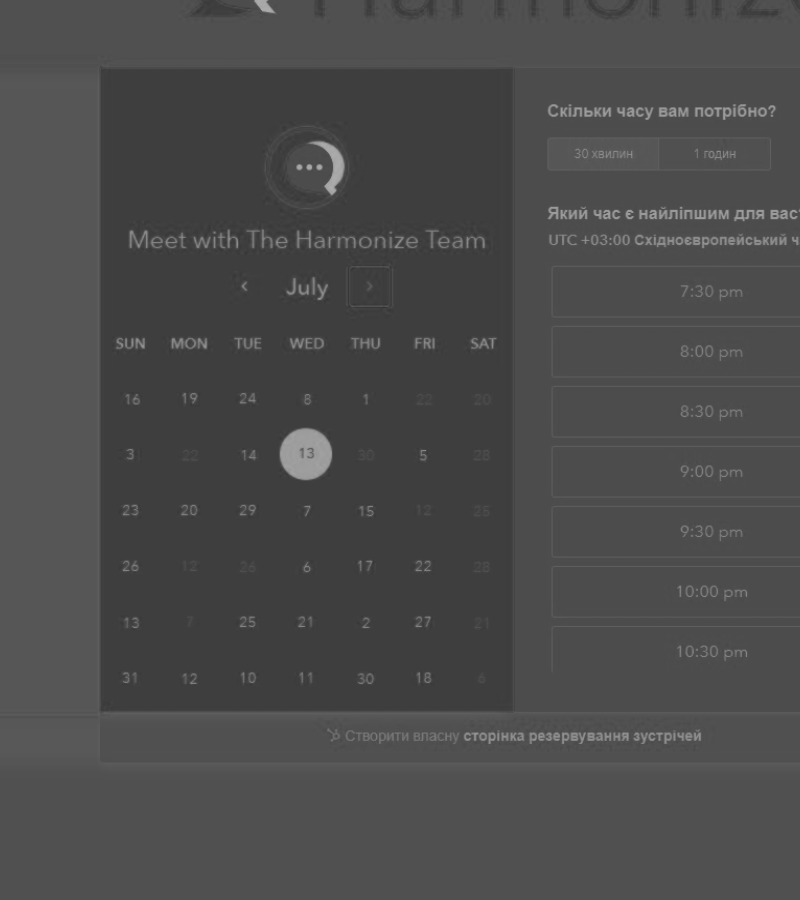 Harmonize
Meet with The Harmonize Team
July
SUN MON TUE WED THU FRI SAT
16 19 24 8 1 22 20
3 22 14 13 30 5 28
23 20 29 7 15 12 25
26 12 26 6 17 22 28
13 7 25 21 2 27 21
31 12 10 11 30 18 6
Скільки часу вам потрібно?
30 хвилин 1 годин
Який час є найліпшим для вас
UTC +03:00 Східноєвропейський ч
7:30 pm
8:00 pm
8:30 pm
9:00 pm
9:30 pm
10:00 pm
10:30 pm
Створити власну сторінка резервування зустрічей